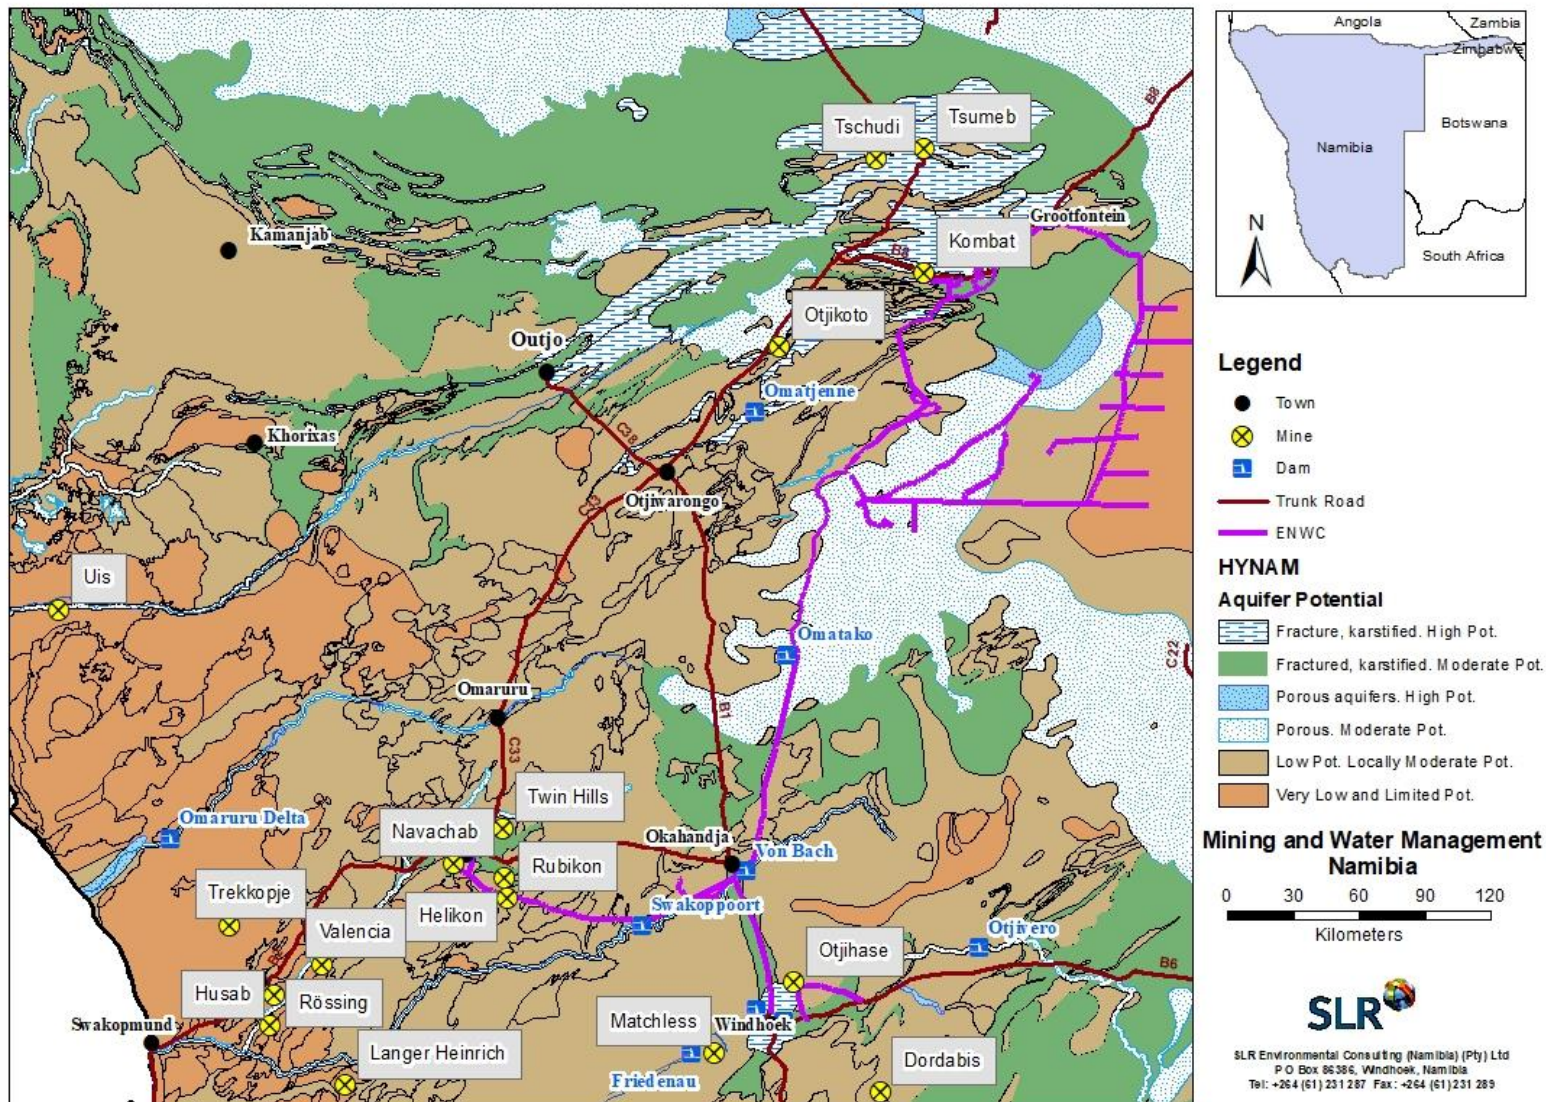 Tschudi
Tsumeb
B8
Grootfontein
Kamanjab
Kombat
B8
Otjikoto
Outjo
Omatjenne
C38
Khorixas
Otjiwarongo
Uis
Omatako
C22
Omaruru
B1
C33
Twin Hills
Omaruru Delta
Navachab
Okahandja
Von Bach
Rubikon
Trekkopje
Helikon
Swakoppoort
Valencia
Otjivero
Otjihase
B6
Husab
Rössing
Swakopmund
Matchless
Windhoek
Langer Heinrich
Dordabis
Friedenau
Angola
Zambia
Zimbabwe
Botswana
Namibia
N
South Africa
Legend
Town
Mine
Dam
Trunk Road
ENWC
HYNAM
Aquifer Potential
Fracture, karstified. High Pot.
Fractured, karstified. Moderate Pot.
Porous aquifers. High Pot.
Porous. Moderate Pot.
Low Pot. Locally Moderate Pot.
Very Low and Limited Pot.
Mining and Water Management
Namibia
0 30 60 90 120
Kilometers
SLR
SLR Environmental Consulting (Namibia) (Pty) Ltd
P O Box 86386, Windhoek, Namibia
Tel: +264 (61) 231 287 Fax: +264 (61) 231 289